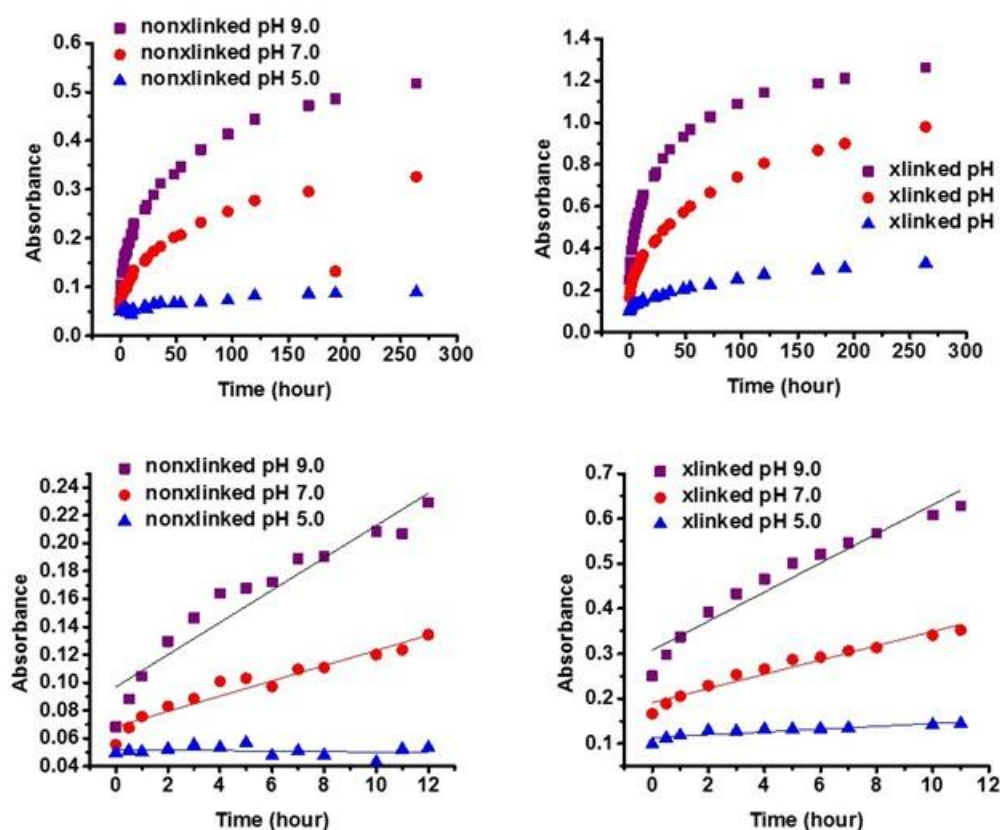 nonxlinked pH 9.0
nonxlinked pH 7.0
nonxlinked pH 5.0
Absorbance
0.6
0.5
0.4
0.3
0.2
0.1
0.0
0 50 100 150 200 250 300
Time (hour)
xlinked pH
xlinked pH
xlinked pH
Absorbance
1.4
1.2
1.0
0.8
0.6
0.4
0.2
0.0
0 50 100 150 200 250 300
Time (hour)
nonxlinked pH 9.0
nonxlinked pH 7.0
nonxlinked pH 5.0
Absorbance
0.24
0.22
0.20
0.18
0.16
0.14
0.12
0.10
0.08
0.06
0.04
0 2 4 6 8 10 12
Time (hour)
xlinked pH 9.0
xlinked pH 7.0
xlinked pH 5.0
Absorbance
0.7
0.6
0.5
0.4
0.3
0.2
0.1
0 2 4 6 8 10 12
Time (hour)